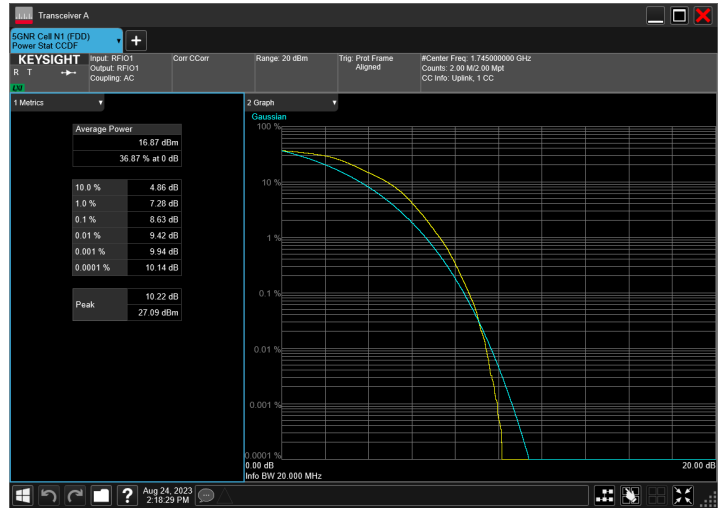 Transceiver A
5GNR Cell N1 (FDD)
Power Stat CCDF
KEYSIGHT
R T
LXI
Input: RFIO1
Output: RFIO1
Coupling: AC
Corr CCorr
Range: 20 dBm
Trig: Prot Frame
Aligned
#Center Freq: 1.745000000 GHz
Counts: 2.00 M/2.00 Mpt
CC Info: Uplink, 1 CC
1 Metrics
Average Power
16.87 dBm
36.87 % at 0 dB
10.0 % 4.86 dB
1.0 % 7.28 dB
0.1 % 8.63 dB
0.01 % 9.42 dB
0.001 % 9.94 dB
0.0001 % 10.14 dB
Peak
10.22 dB
27.09 dBm
2 Graph
Gaussian
100 %
10 %
1 %
0.1 %
0.01 %
0.001 %
0.0001 %
0.00 dB
20.00 dB
Info BW 20.000 MHz
?
Aug 24, 2023
2:18:29 PM